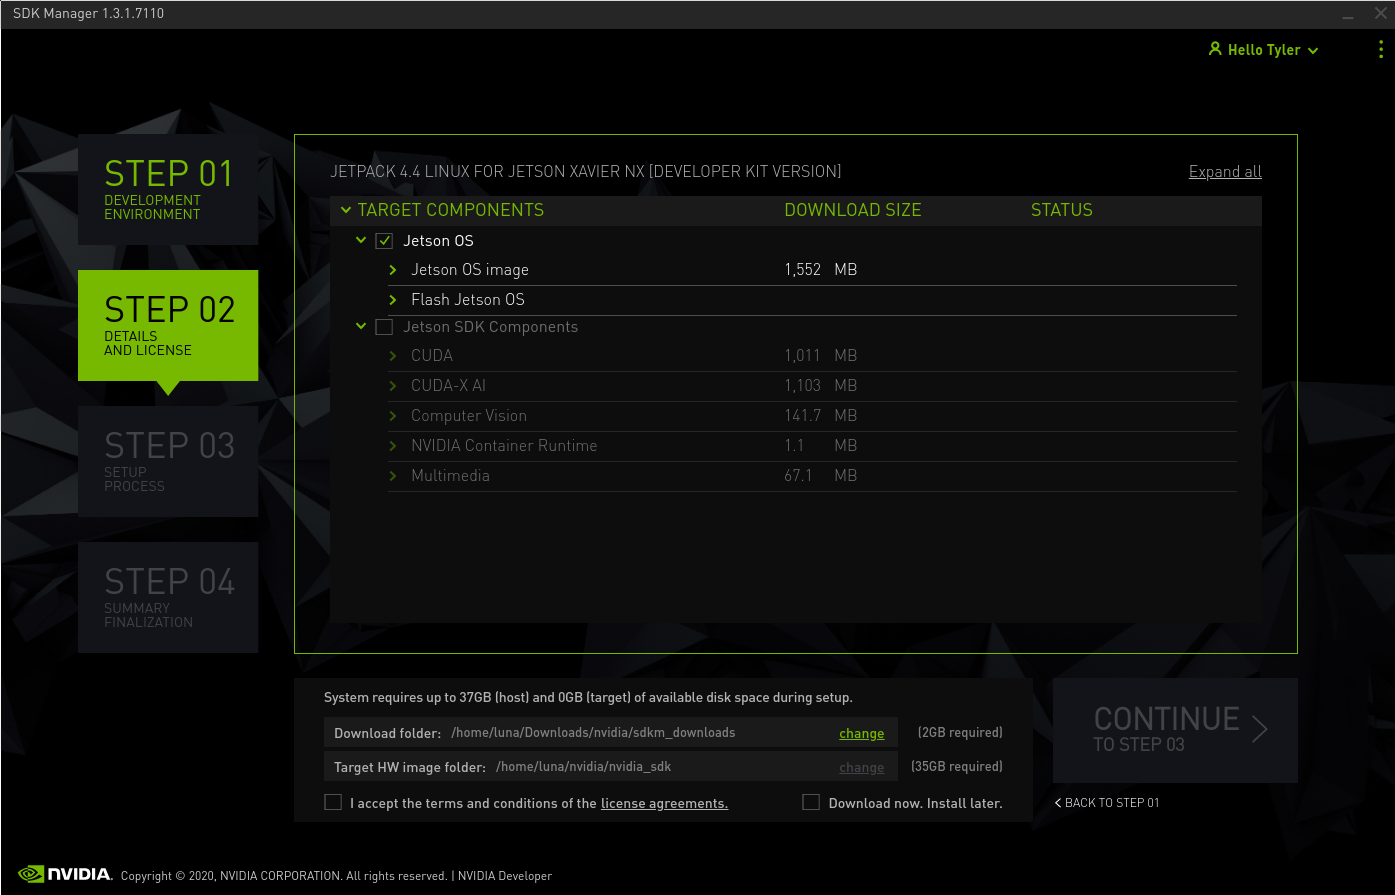 SDK Manager 1.3.1.7110
Hello Tyler
STEP 01
DEVELOPMENT
ENVIRONMENT
STEP 02
DETAILS
AND LICENSE
STEP 03
SETUP
PROCESS
STEP 04
SUMMARY
FINALIZATION
JETPACK 4.4 LINUX FOR JETSON XAVIER NX [DEVELOPER KIT VERSION] Expand all
TARGET COMPONENTS DOWNLOAD SIZE STATUS
Jetson OS
Jetson OS image 1,552 MB
Flash Jetson OS
Jetson SDK Components
CUDA 1,011 MB
CUDA-X AI 1,103 MB
Computer Vision 141.7 MB
NVIDIA Container Runtime 1.1 MB
Multimedia 67.1 MB
System requires up to 37GB (host) and 0GB (target) of available disk space during setup.
Download folder: /home/luna/Downloads/nvidia/sdkm_downloads change (2GB required)
Target HW image folder: /home/luna/nvidia/nvidia_sdk change (35GB required)
I accept the terms and conditions of the license agreements. Download now. Install later.
CONTINUE
TO STEP 03
BACK TO STEP 01
NVIDIA. Copyright © 2020, NVIDIA CORPORATION. All rights reserved. | NVIDIA Developer